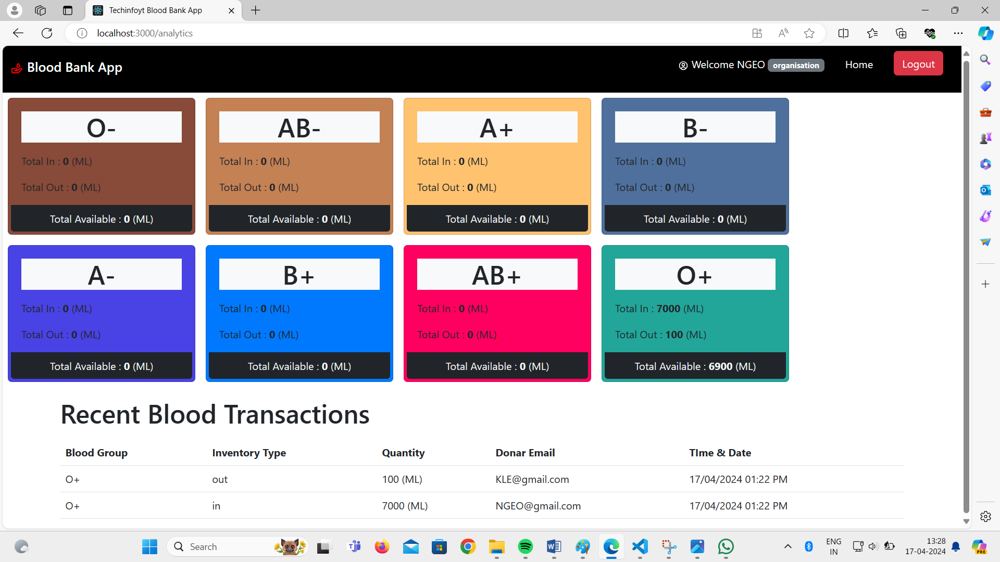 Techinfoyt Blood Bank App
localhost:3000/analytics
Blood Bank App
Welcome NGEO organisation Home Logout
O- AB- A+ B-
Total In : 0 (ML) Total In : 0 (ML) Total In : 0 (ML) Total In : 0 (ML)
Total Out : 0 (ML) Total Out : 0 (ML) Total Out : 0 (ML) Total Out : 0 (ML)
Total Available : 0 (ML) Total Available : 0 (ML) Total Available : 0 (ML) Total Available : 0 (ML)
A- B+ AB+ O+
Total In : 0 (ML) Total In : 0 (ML) Total In : 0 (ML) Total In : 7000 (ML)
Total Out : 0 (ML) Total Out : 0 (ML) Total Out : 0 (ML) Total Out : 100 (ML)
Total Available : 0 (ML) Total Available : 0 (ML) Total Available : 0 (ML) Total Available : 6900 (ML)
Recent Blood Transactions
Blood Group Inventory Type Quantity Donar Email TIme & Date
O+ out 100 (ML) KLE@gmail.com 17/04/2024 01:22 PM
O+ in 7000 (ML) NGEO@gmail.com 17/04/2024 01:22 PM
Search
ENG
IN
13:28
17-04-2024
PRE